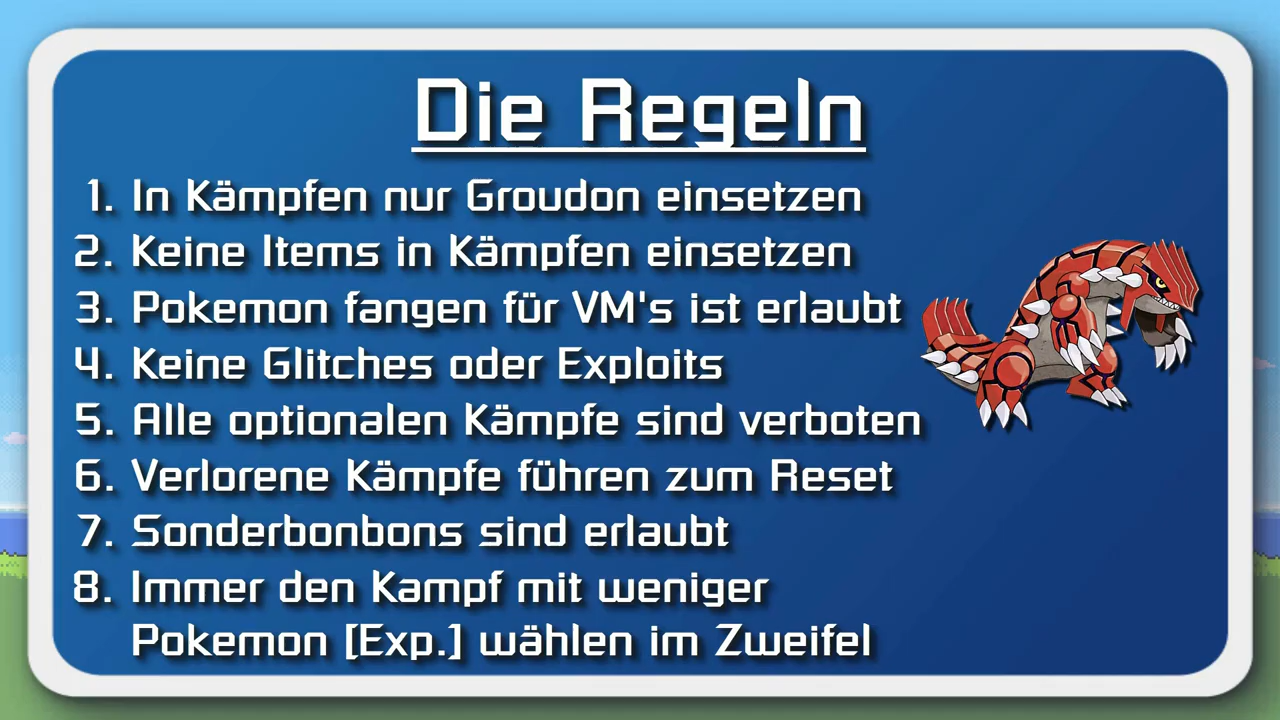 Die Regeln
1. In Kämpfen nur Groudon einsetzen
2. Keine Items in Kämpfen einsetzen
3. Pokemon fangen für VM's ist erlaubt
4. Keine Glitches oder Exploits
5. Alle optionalen Kämpfe sind verboten
6. Verlorene Kämpfe führen zum Reset
7. Sonderbonbons sind erlaubt
8. Immer den Kampf mit weniger
Pokemon [Exp.] wählen im Zweifel